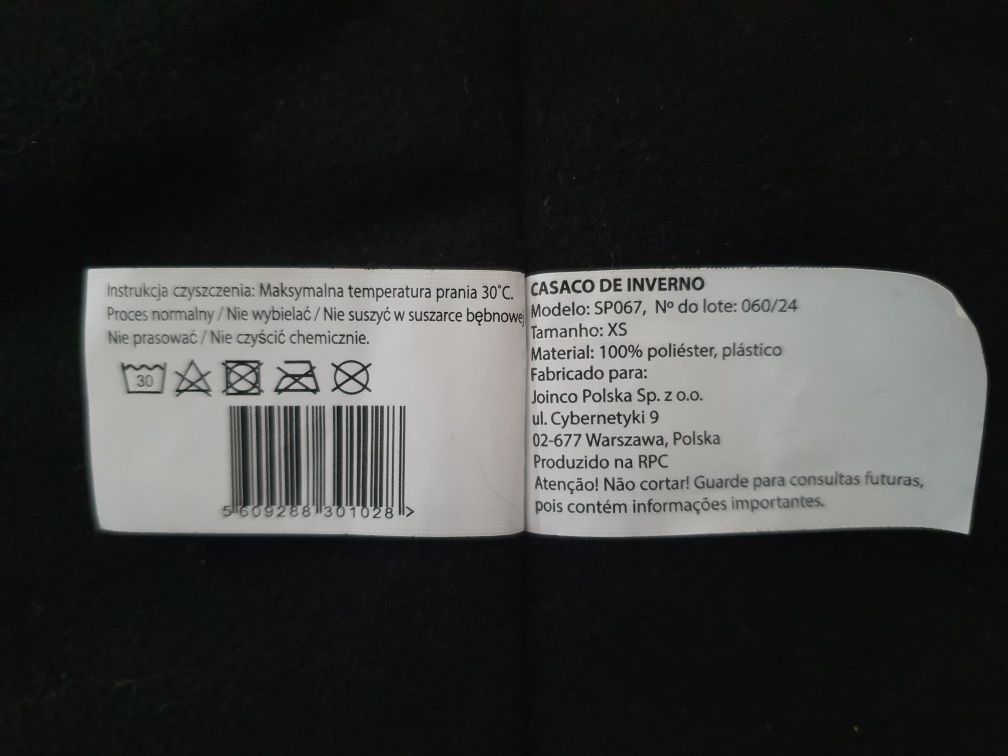 Instrukcja czyszczenia: Maksymalna temperatura prania 30°C.
Proces normalny / Nie wybielać / Nie suszyć w suszarce bębnowej
Nie prasować / Nie czyścić chemicznie.
30
5 609288 301028 >
CASACO DE INVERNO
Modelo: SP067, Nº do lote: 060/24
Tamanho: XS
Material: 100% poliéster, plástico
Fabricado para:
Joinco Polska Sp. z o.o.
ul. Cybernetyki 9
02-677 Warszawa, Polska
Produzido na RPC
Atenção! Não cortar! Guarde para consultas futuras,
pois contém informações importantes.